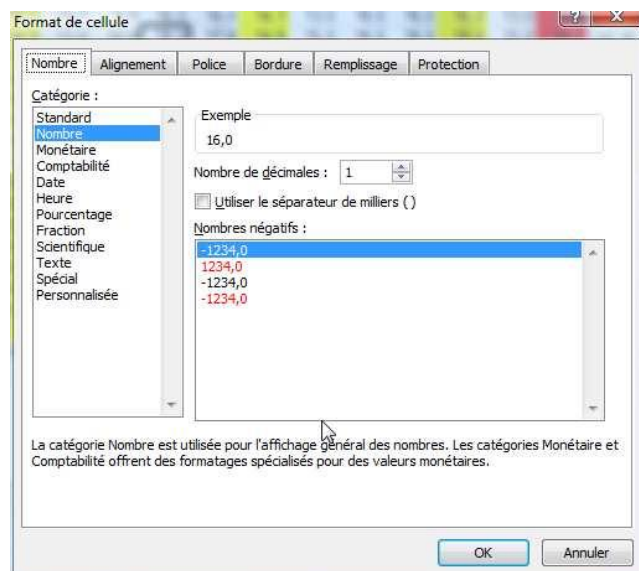 Format de cellule
Nombre Alignement Police Bordure Remplissage Protection
Catégorie :
Standard
Nombre
Monétaire
Comptabilité
Date
Heure
Pourcentage
Fraction
Scientifique
Texte
Spécial
Personnalisée
Exemple
16,0
Nombre de décimales : 1
Utiliser le séparateur de milliers ( )
Nombres négatifs :
-1234,0
1234,0
-1234,0
-1234,0
La catégorie Nombre est utilisée pour l'affichage général des nombres. Les catégories Monétaire et
Comptabilité offrent des formatages spécialisés pour des valeurs monétaires.
OK Annuler